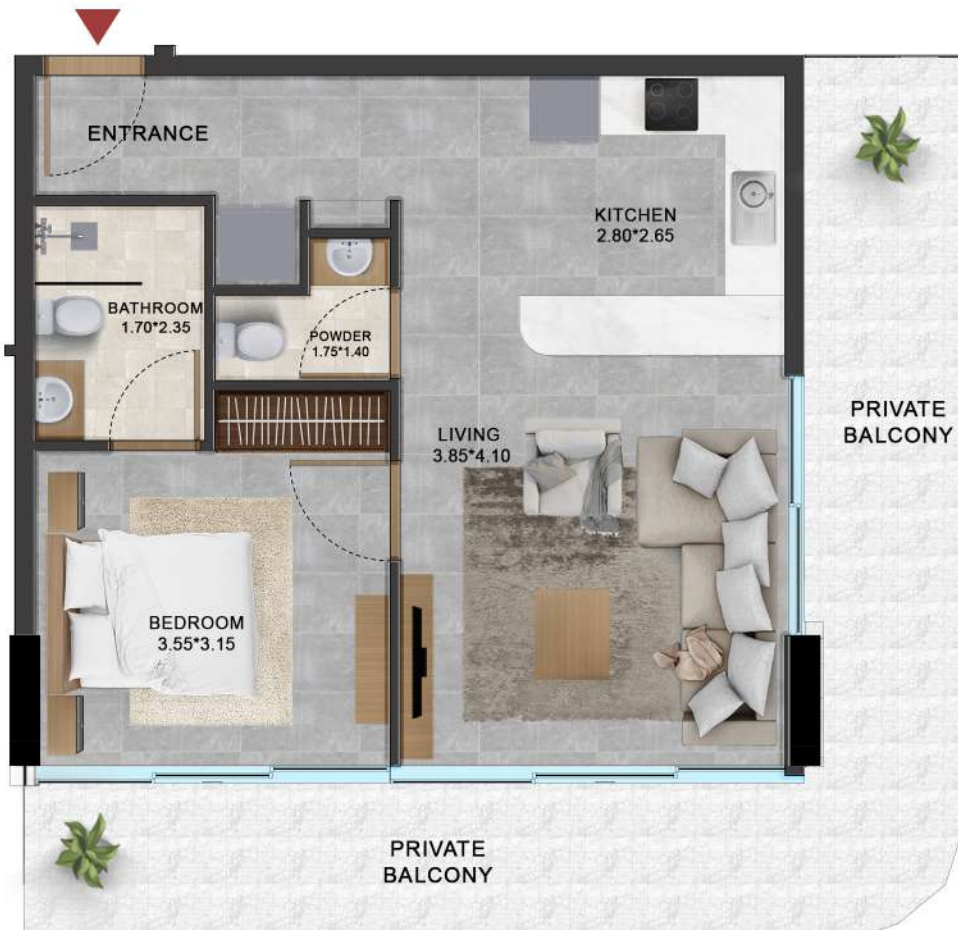 ENTRANCE
KITCHEN
2.80*2.65
BATHROOM
1.70*2.35
POWDER
1.75*1.40
PRIVATE
BALCONY
LIVING
3.85*4.10
BEDROOM
3.55*3.15
PRIVATE
BALCONY